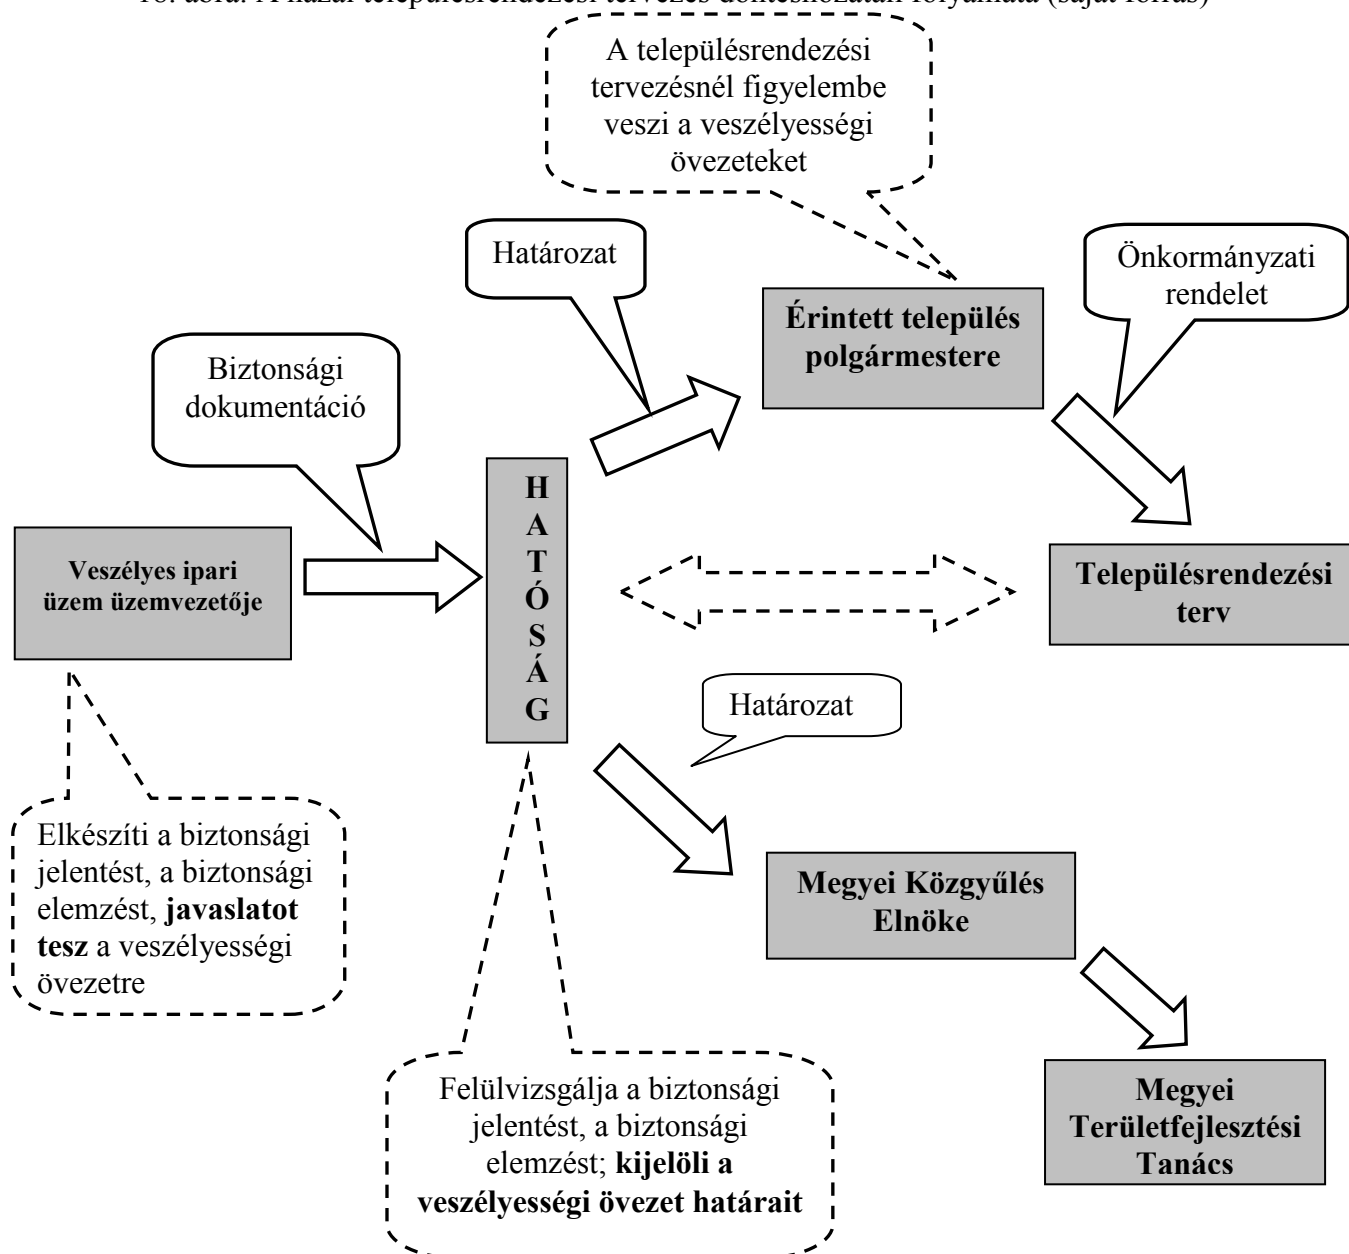 A településrendezési
tervezésnél figyelembe
veszi a veszélyességi
övezeteket
Határozat
Önkormányzati
rendelet
Érintett település
polgármestere
Biztonsági
dokumentáció
H
A
T
Ó
S
Á
G
Veszélyes ipari
üzem üzemvezetője
Településrendezési
terv
Határozat
Elkészíti a biztonsági
jelentést, a biztonsági
elemzést, javaslatot
tesz a veszélyességi
övezetre
Megyei Közgyűlés
Elnöke
Felülvizsgálja a biztonsági
jelentést, a biztonsági
elemzést; kijelöli a
veszélyességi övezet határait
Megyei
Területfejlesztési
Tanács